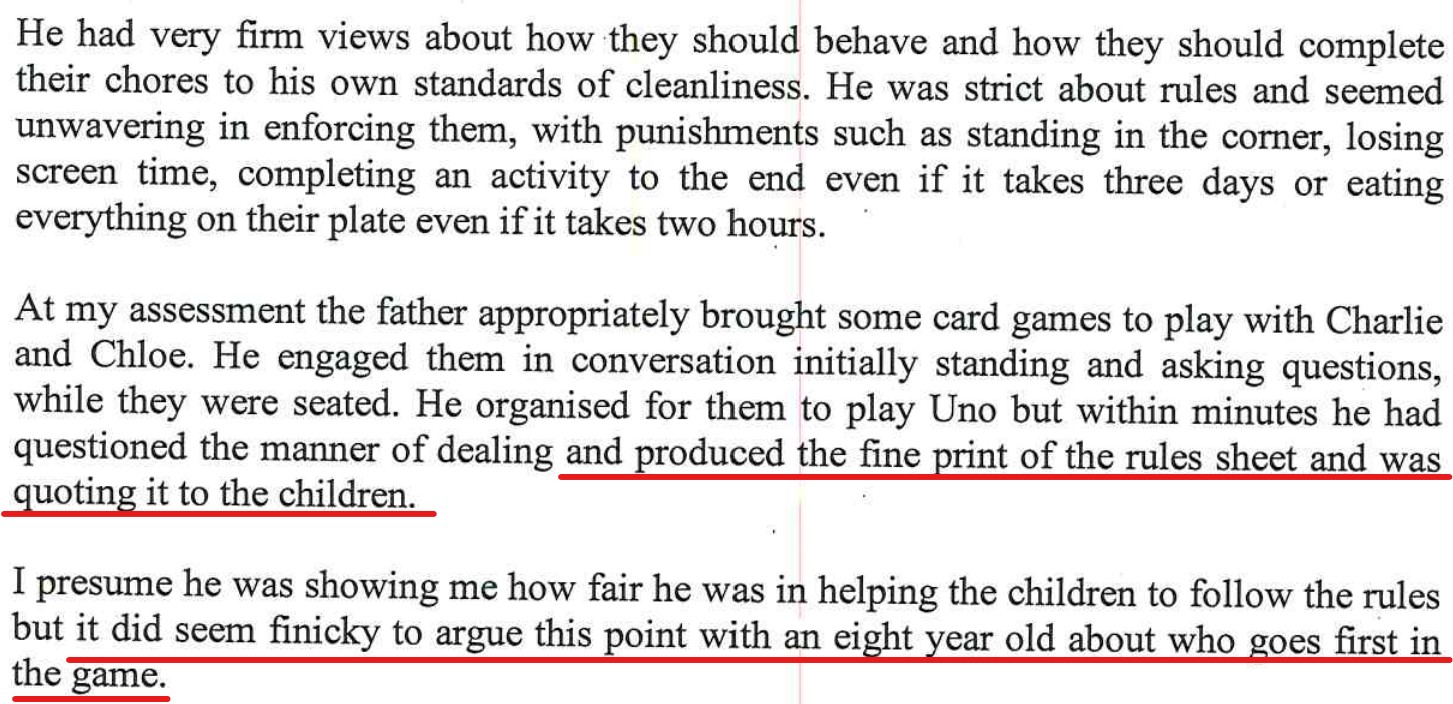 He had very firm views about how they should behave and how they should complete
their chores to his own standards of cleanliness. He was strict about rules and seemed
unwavering in enforcing them, with punishments such as standing in the corner, losing
screen time, completing an activity to the end even if it takes three days or eating
everything on their plate even if it takes two hours.
At my assessment the father appropriately brought some card games to play with Charlie
and Chloe. He engaged them in conversation initially standing and asking questions,
while they were seated. He organised for them to play Uno but within minutes he had
questioned the manner of dealing and produced the fine print of the rules sheet and was
quoting it to the children.
I presume he was showing me how fair he was in helping the children to follow the rules
but it did seem finicky to argue this point with an eight year old about who goes first in
the game.